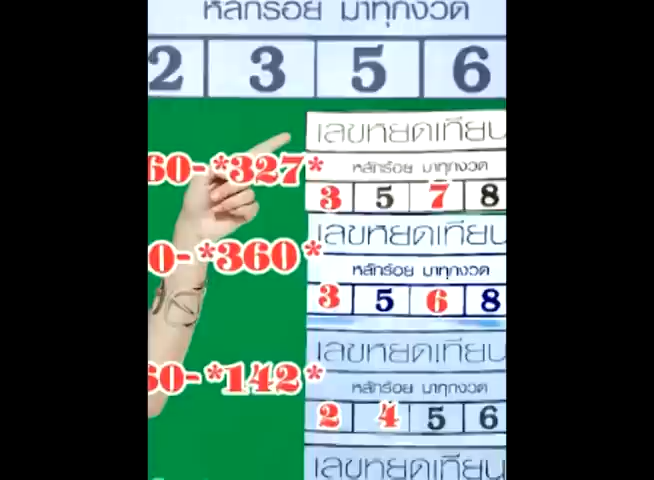 หลักร้อย มาทุกงวด
2 3 5 6
เลขหยดเทียน
60-*327*
หลักร้อย มาทุกงวด
3 5 7 8
เลขหยดเทียน
0-*360*
หลักร้อย มาทุกงวด
3 5 6 8
เลขหยดเทียน
60-*142*
หลักร้อย มาทุกงวด
2 4 5 6
เลขหยดเทียน